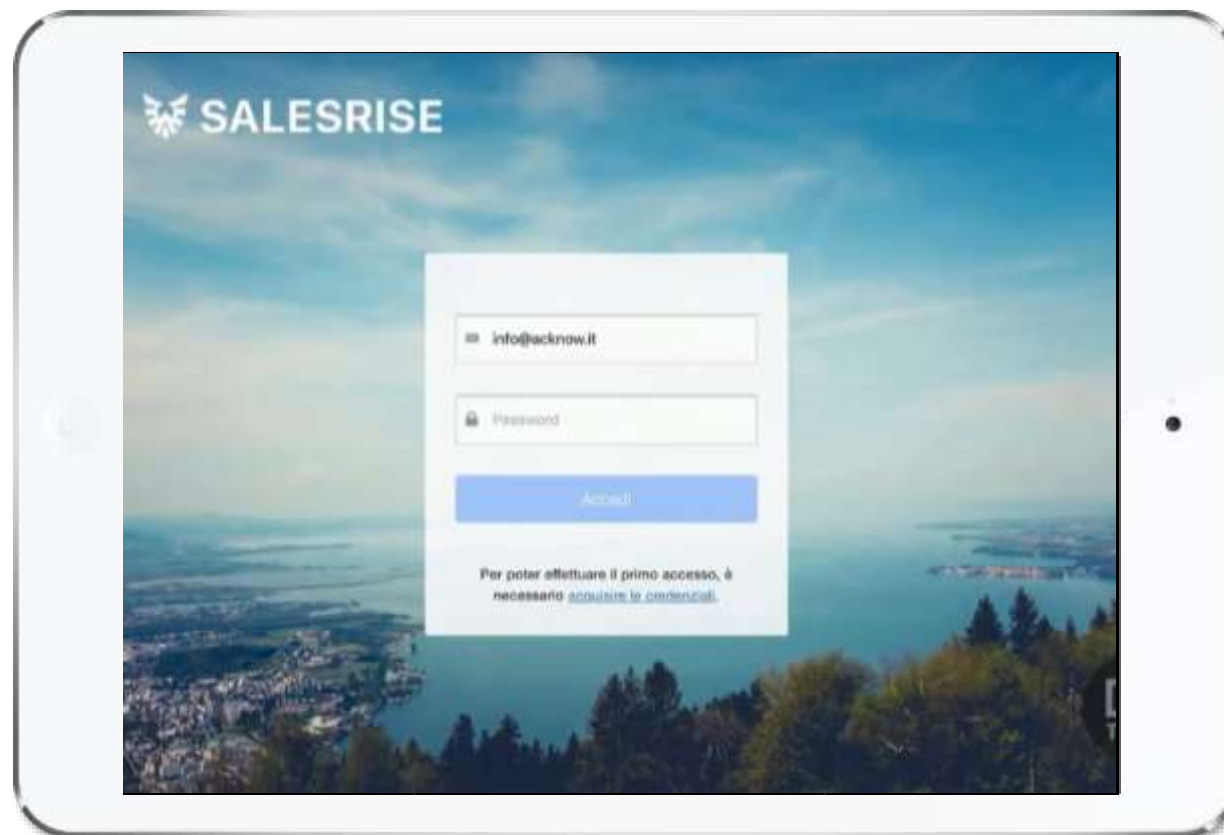 SALESRISE
info@acknow.it
Password
Accedi
Per poter effettuare il primo accesso, è
necessario acquisire le credenziali.